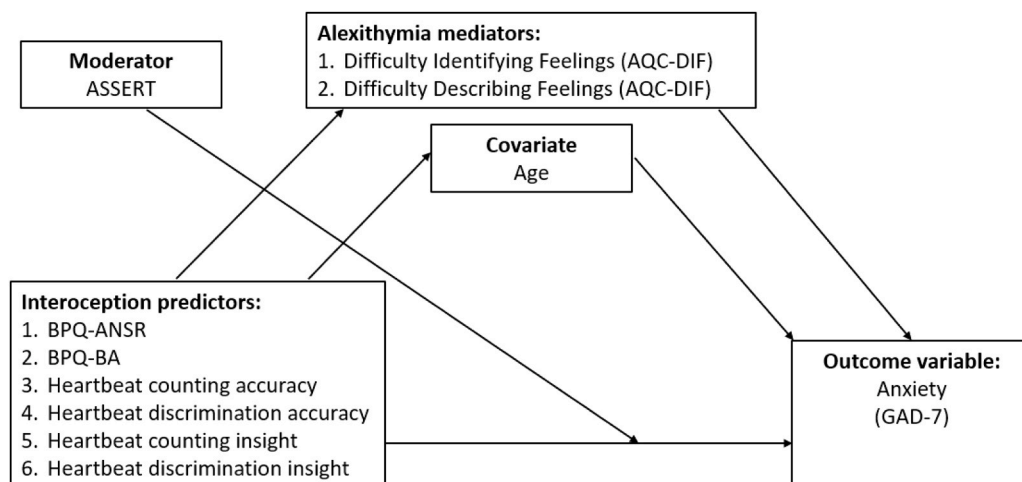 Moderator
ASSERT
Alexithymia mediators:
1. Difficulty Identifying Feelings (AQC-DIF)
2. Difficulty Describing Feelings (AQC-DIF)
Covariate
Age
Interoception predictors:
1. BPQ-ANSR
2. BPQ-BA
3. Heartbeat counting accuracy
4. Heartbeat discrimination accuracy
5. Heartbeat counting insight
6. Heartbeat discrimination insight
Outcome variable:
Anxiety
(GAD-7)